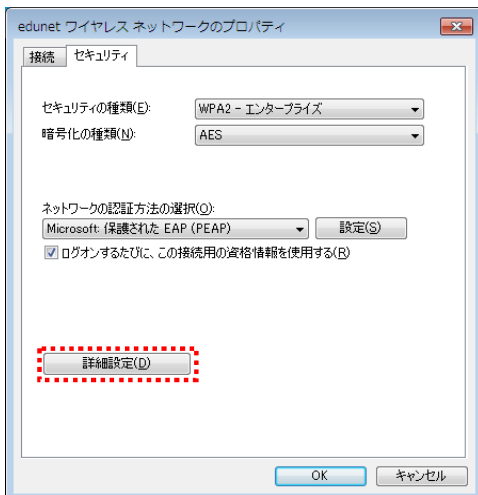 edunet ワイヤレス ネットワークのプロパティ
接続 セキュリティ
セキュリティの種類(E): WPA2 - エンタープライズ
暗号化の種類(N): AES
ネットワークの認証方法の選択(O):
Microsoft: 保護された EAP (PEAP) 設定(S)
ログオンするたびに、この接続用の資格情報を使用する(R)
詳細設定(D)
OK キャンセル